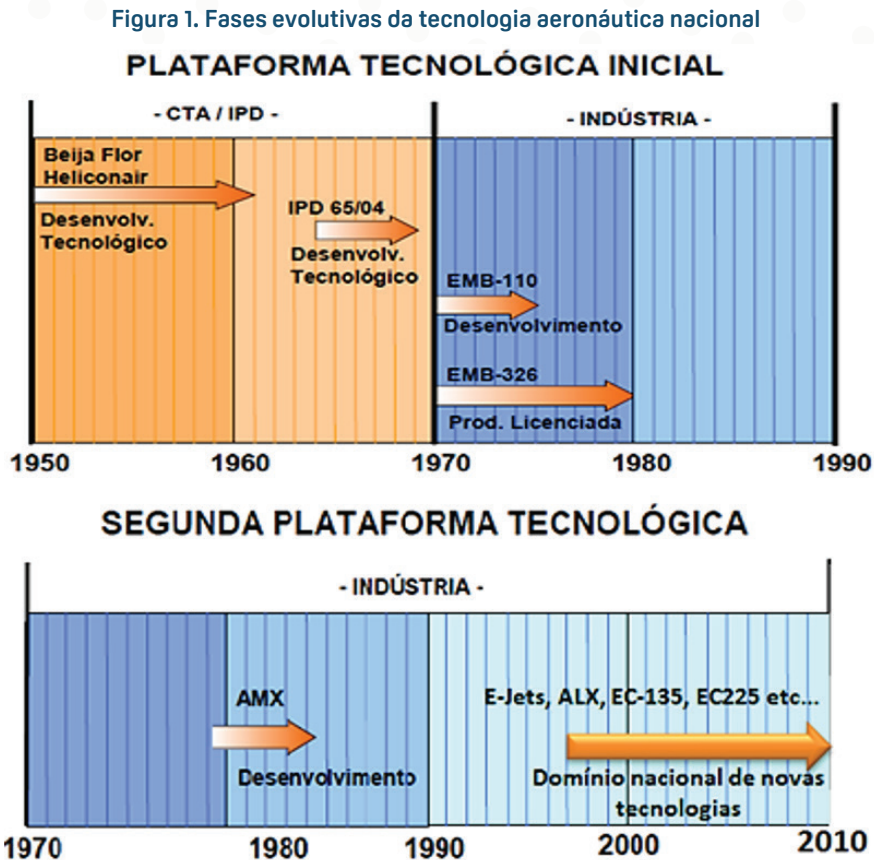 Figura 1. Fases evolutivas da tecnologia aeronáutica nacional
PLATAFORMA TECNOLÓGICA INICIAL
- CTA / IPD -
- INDÚSTRIA -
Beija Flor
Heliconair
Desenvolv.
Tecnológico
IPD 65/04
Desenvolv.
Tecnológico
EMB-110
Desenvolvimento
EMB-326
Prod. Licenciada
1950 1960 1970 1980 1990
SEGUNDA PLATAFORMA TECNOLÓGICA
- INDÚSTRIA -
AMX
Desenvolvimento
E-Jets, ALX, EC-135, EC225 etc...
Domínio nacional de novas
tecnologias
1970 1980 1990 2000 2010